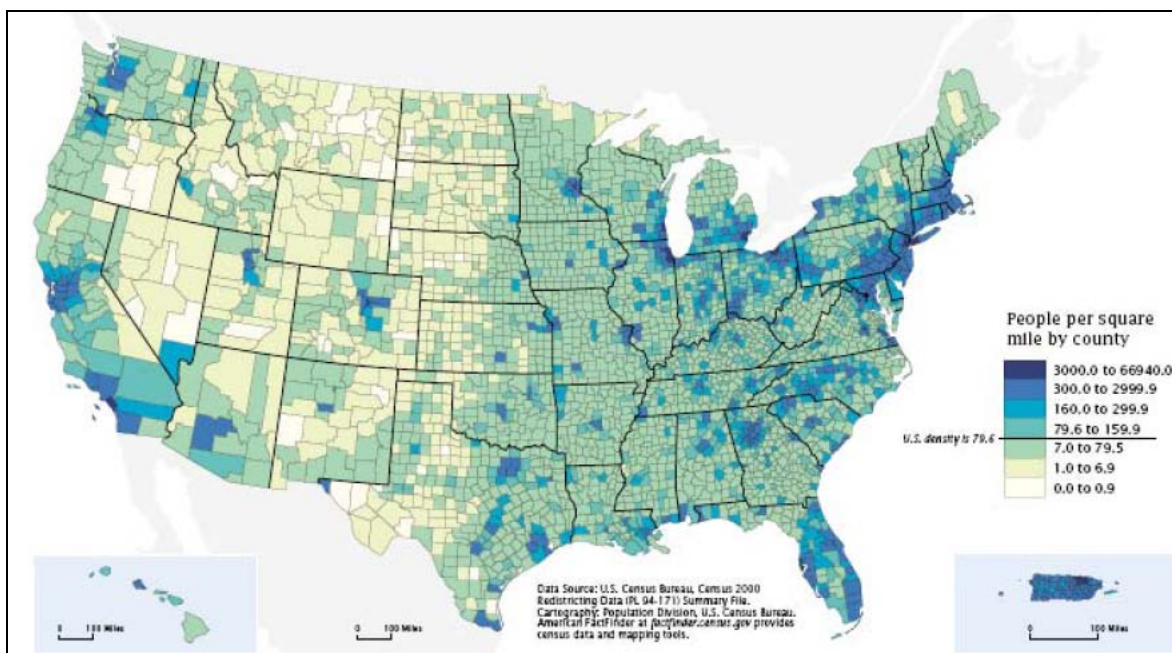 People per square
mile by county
3000.0 to 66940.0
300.0 to 2999.9
160.0 to 299.9
79.6 to 159.9
U.S. density is 79.6
7.0 to 79.5
1.0 to 6.9
0.0 to 0.9
Data Source: U.S. Census Bureau, Census 2000
Redistricting Data (PL 94-171) Summary File.
Cartography: Population Division, U.S. Census Bureau.
American FactFinder at factfinder.census.gov provides
census data and mapping tools.
0 100 Miles
0 100 Miles
0 100 Miles